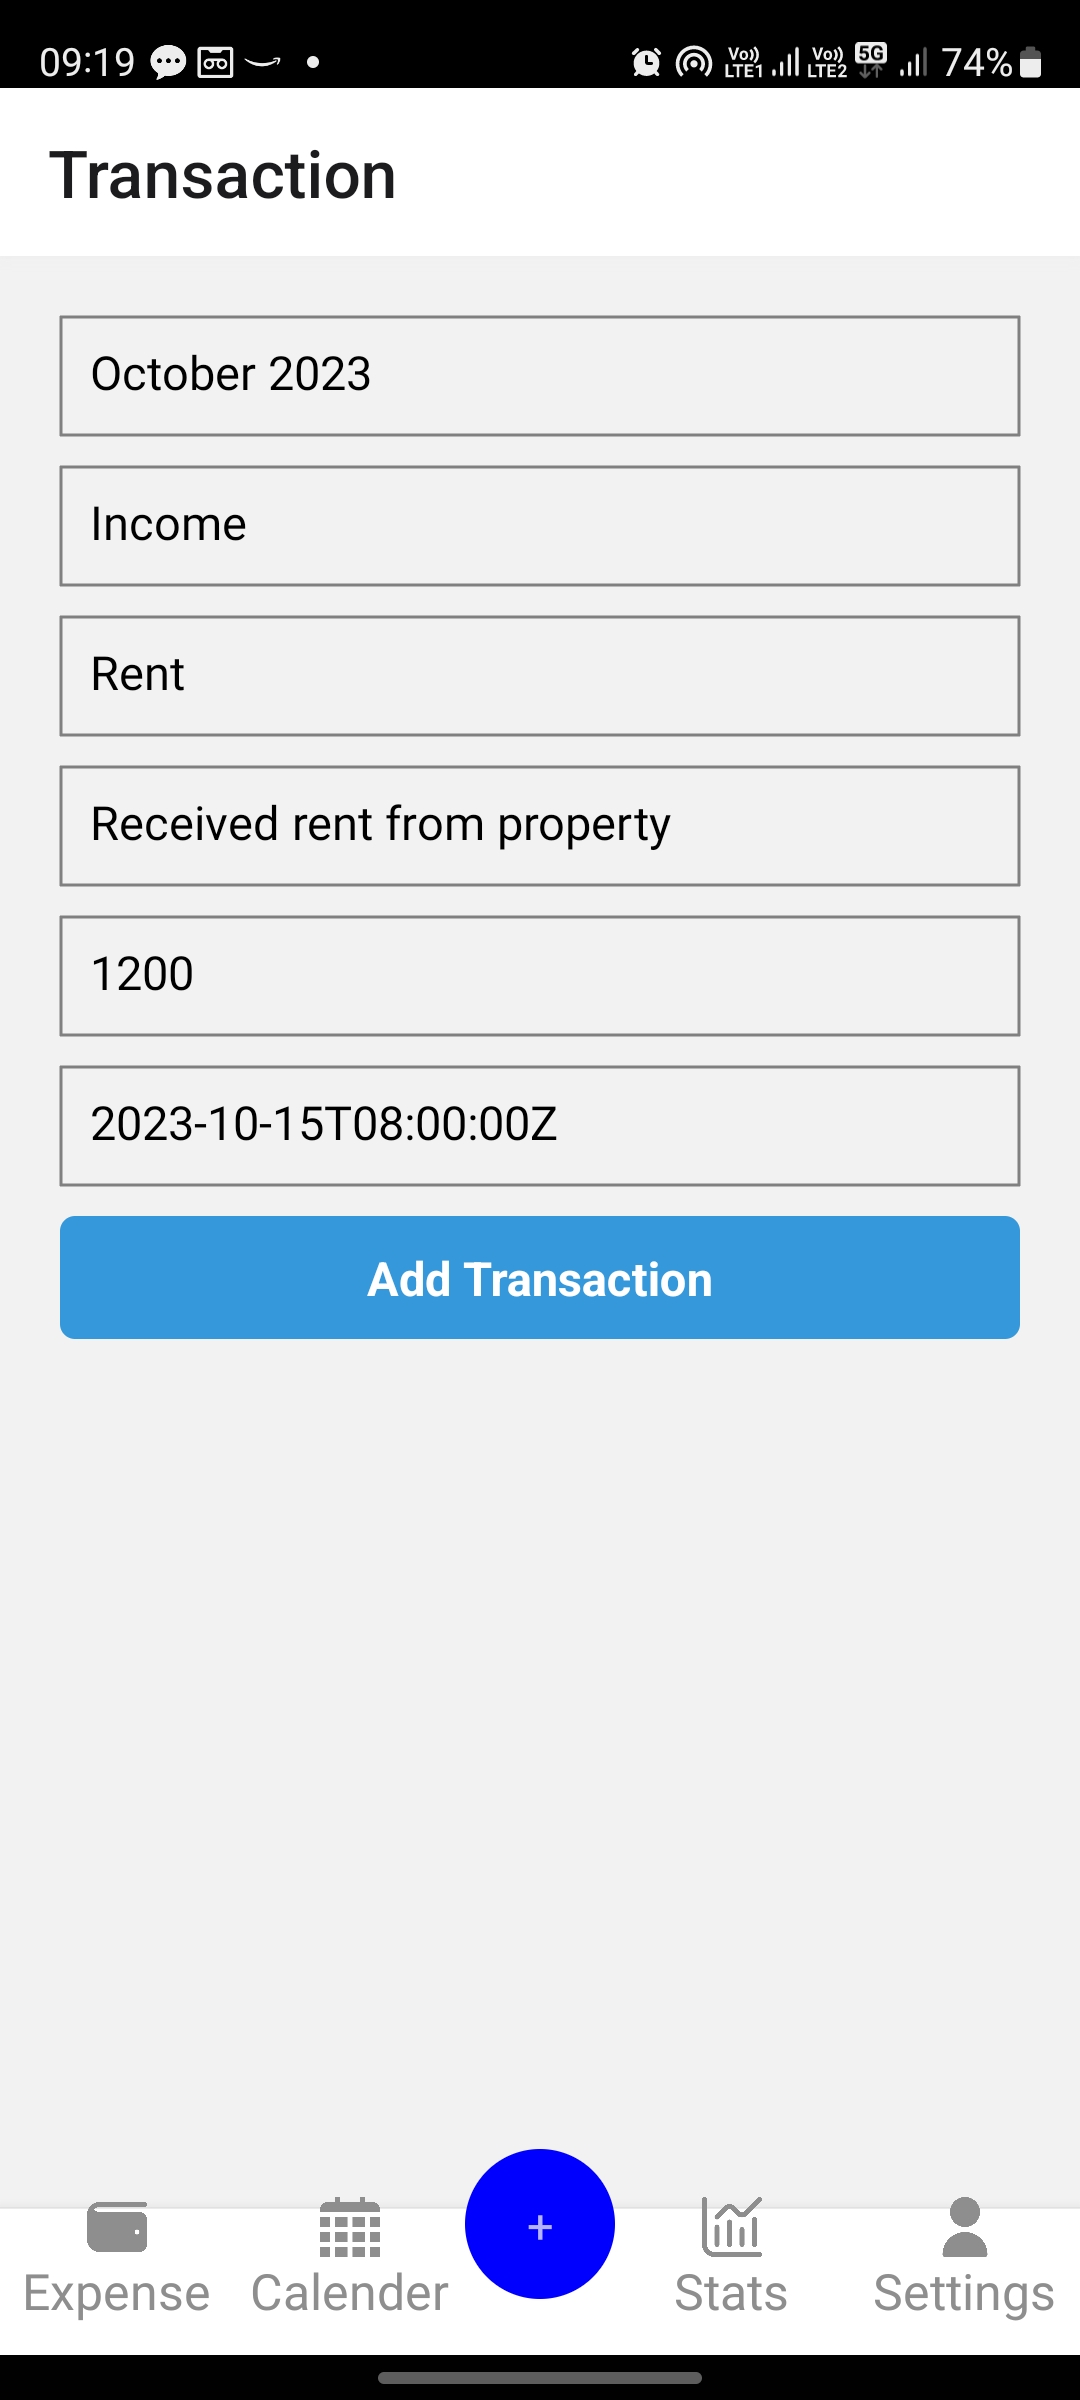 09:19
Vo)) LTE1 Vo)) LTE2 5G 74%
Transaction
October 2023
Income
Rent
Received rent from property
1200
2023-10-15T08:00:00Z
Add Transaction
+
Expense Calender Stats Settings